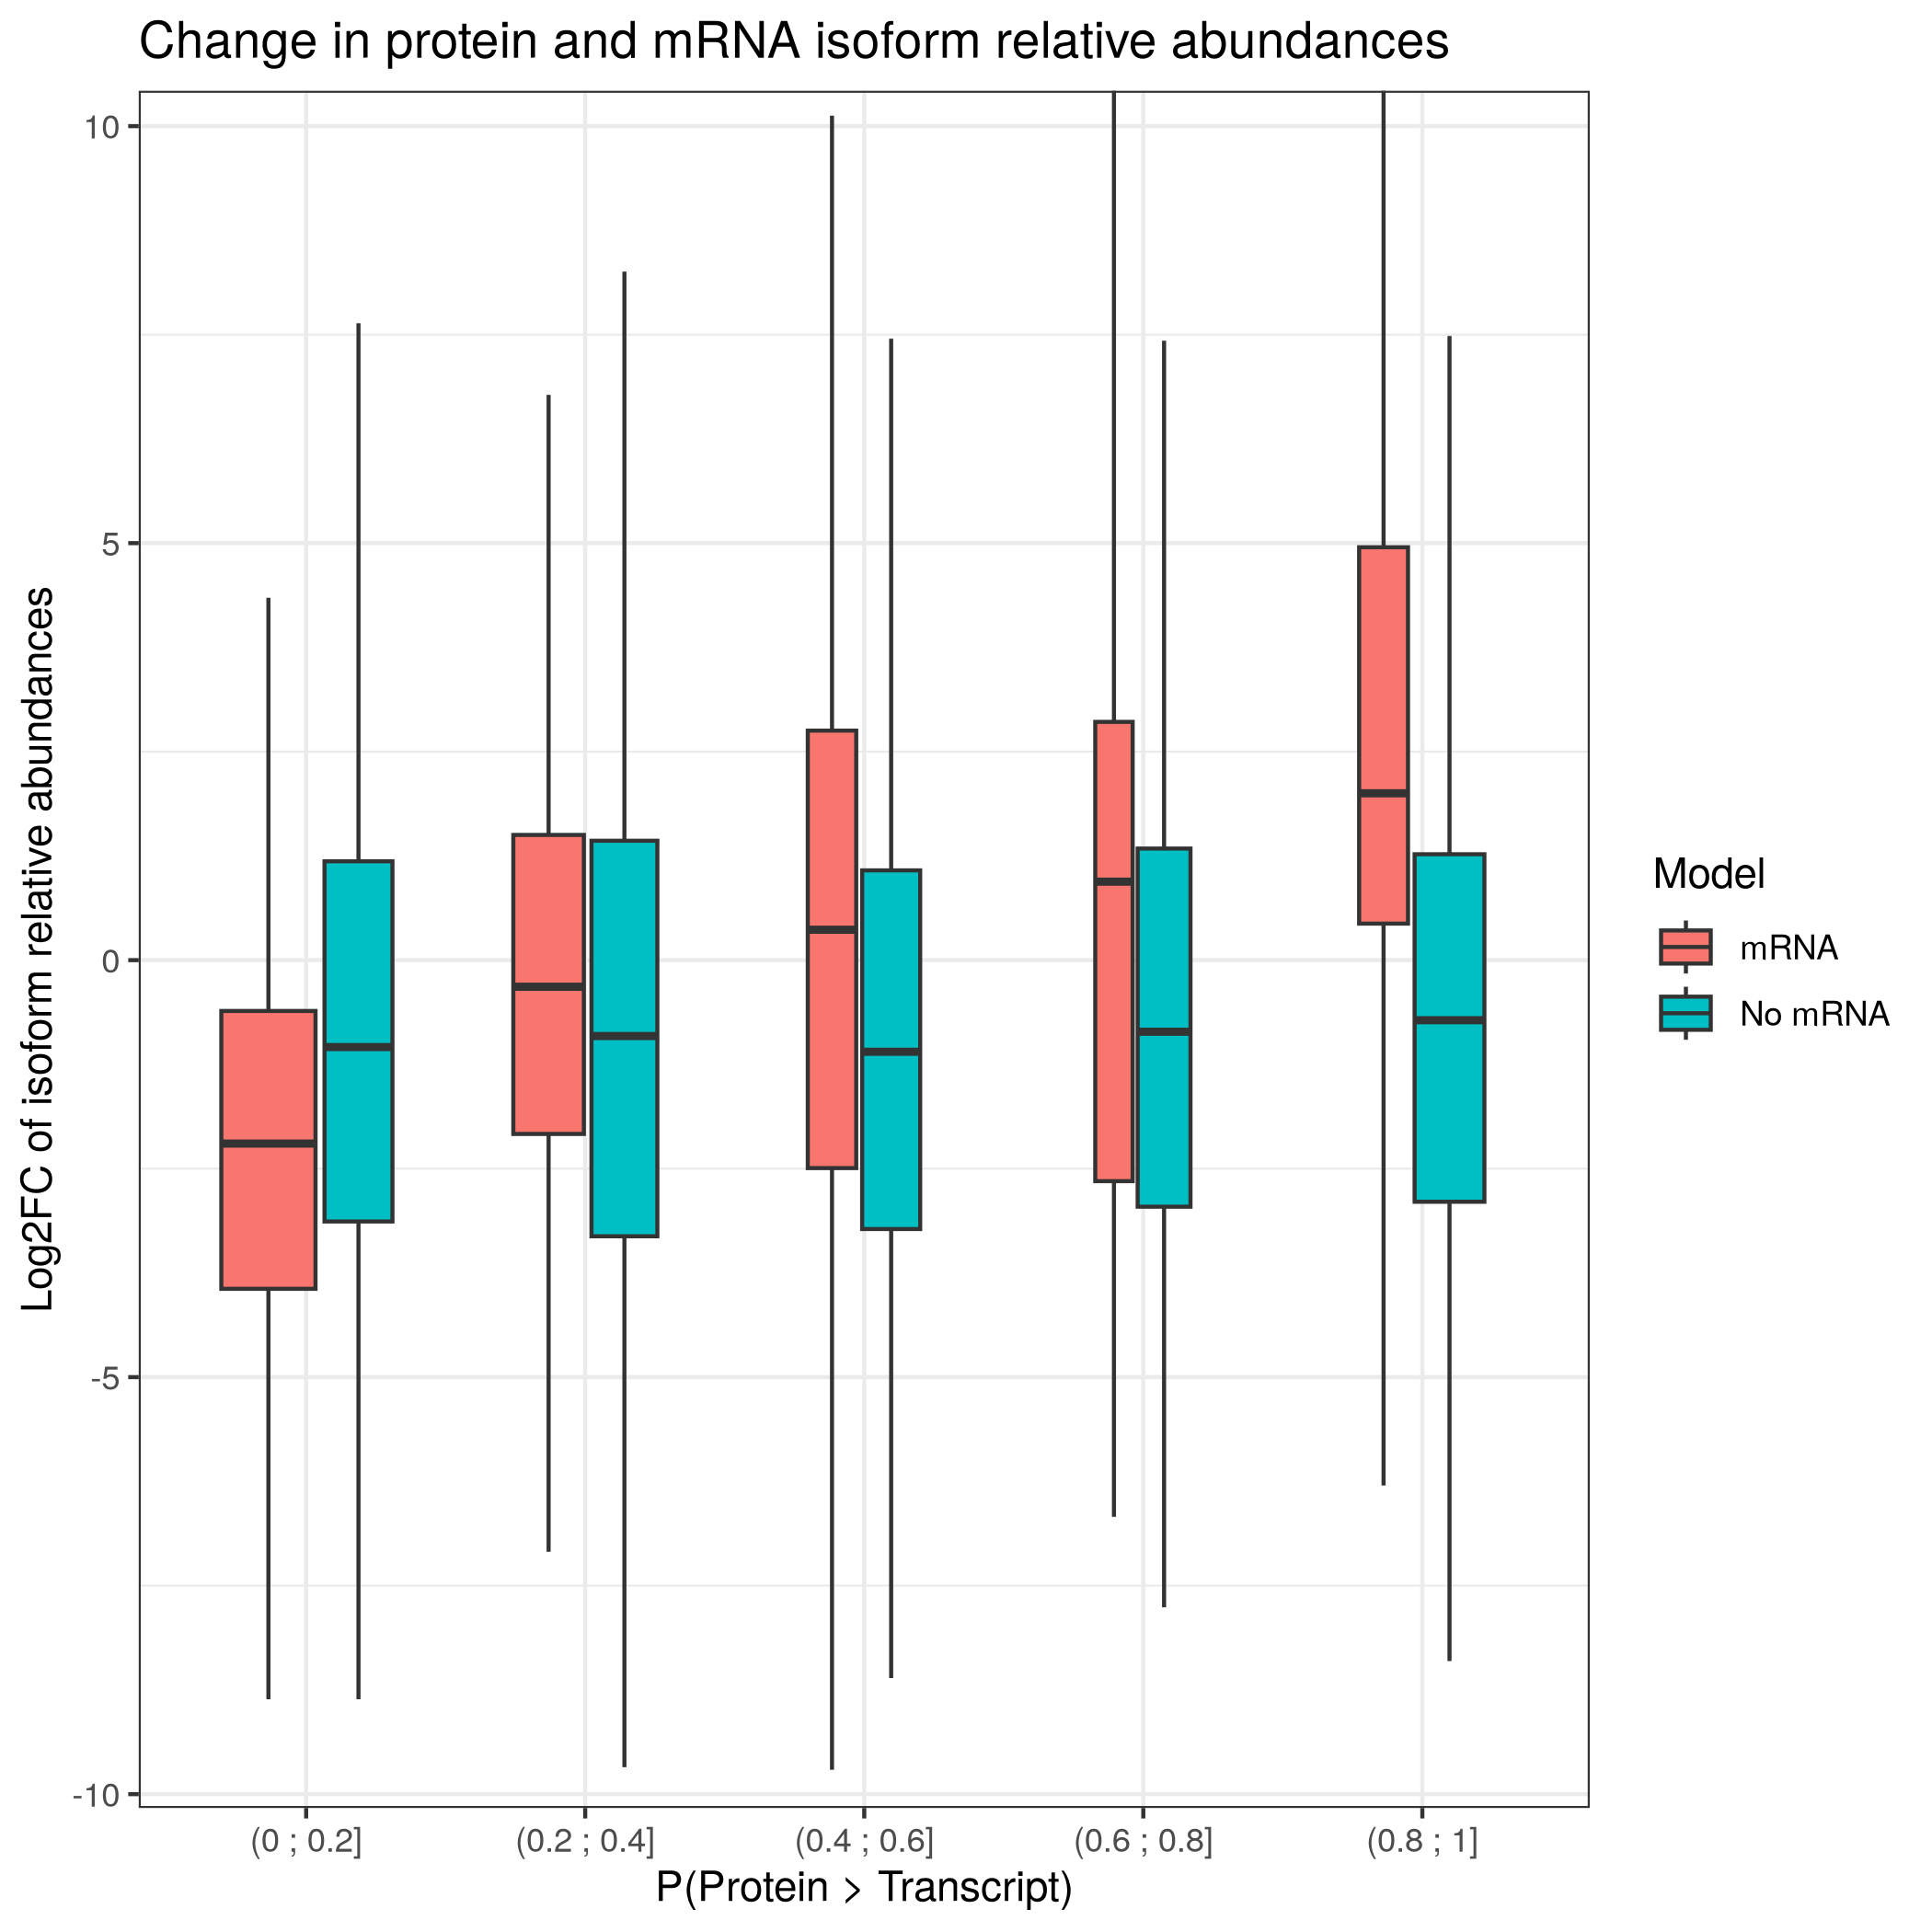 Change in protein and mRNA isoform relative abundances
Log2FC of isoform relative abundances
10
5
0
-5
-10
(0 ; 0.2]
(0.2 ; 0.4]
(0.4 ; 0.6]
(0.6 ; 0.8]
(0.8 ; 1]
P(Protein > Transcript)
Model
mRNA
No mRNA